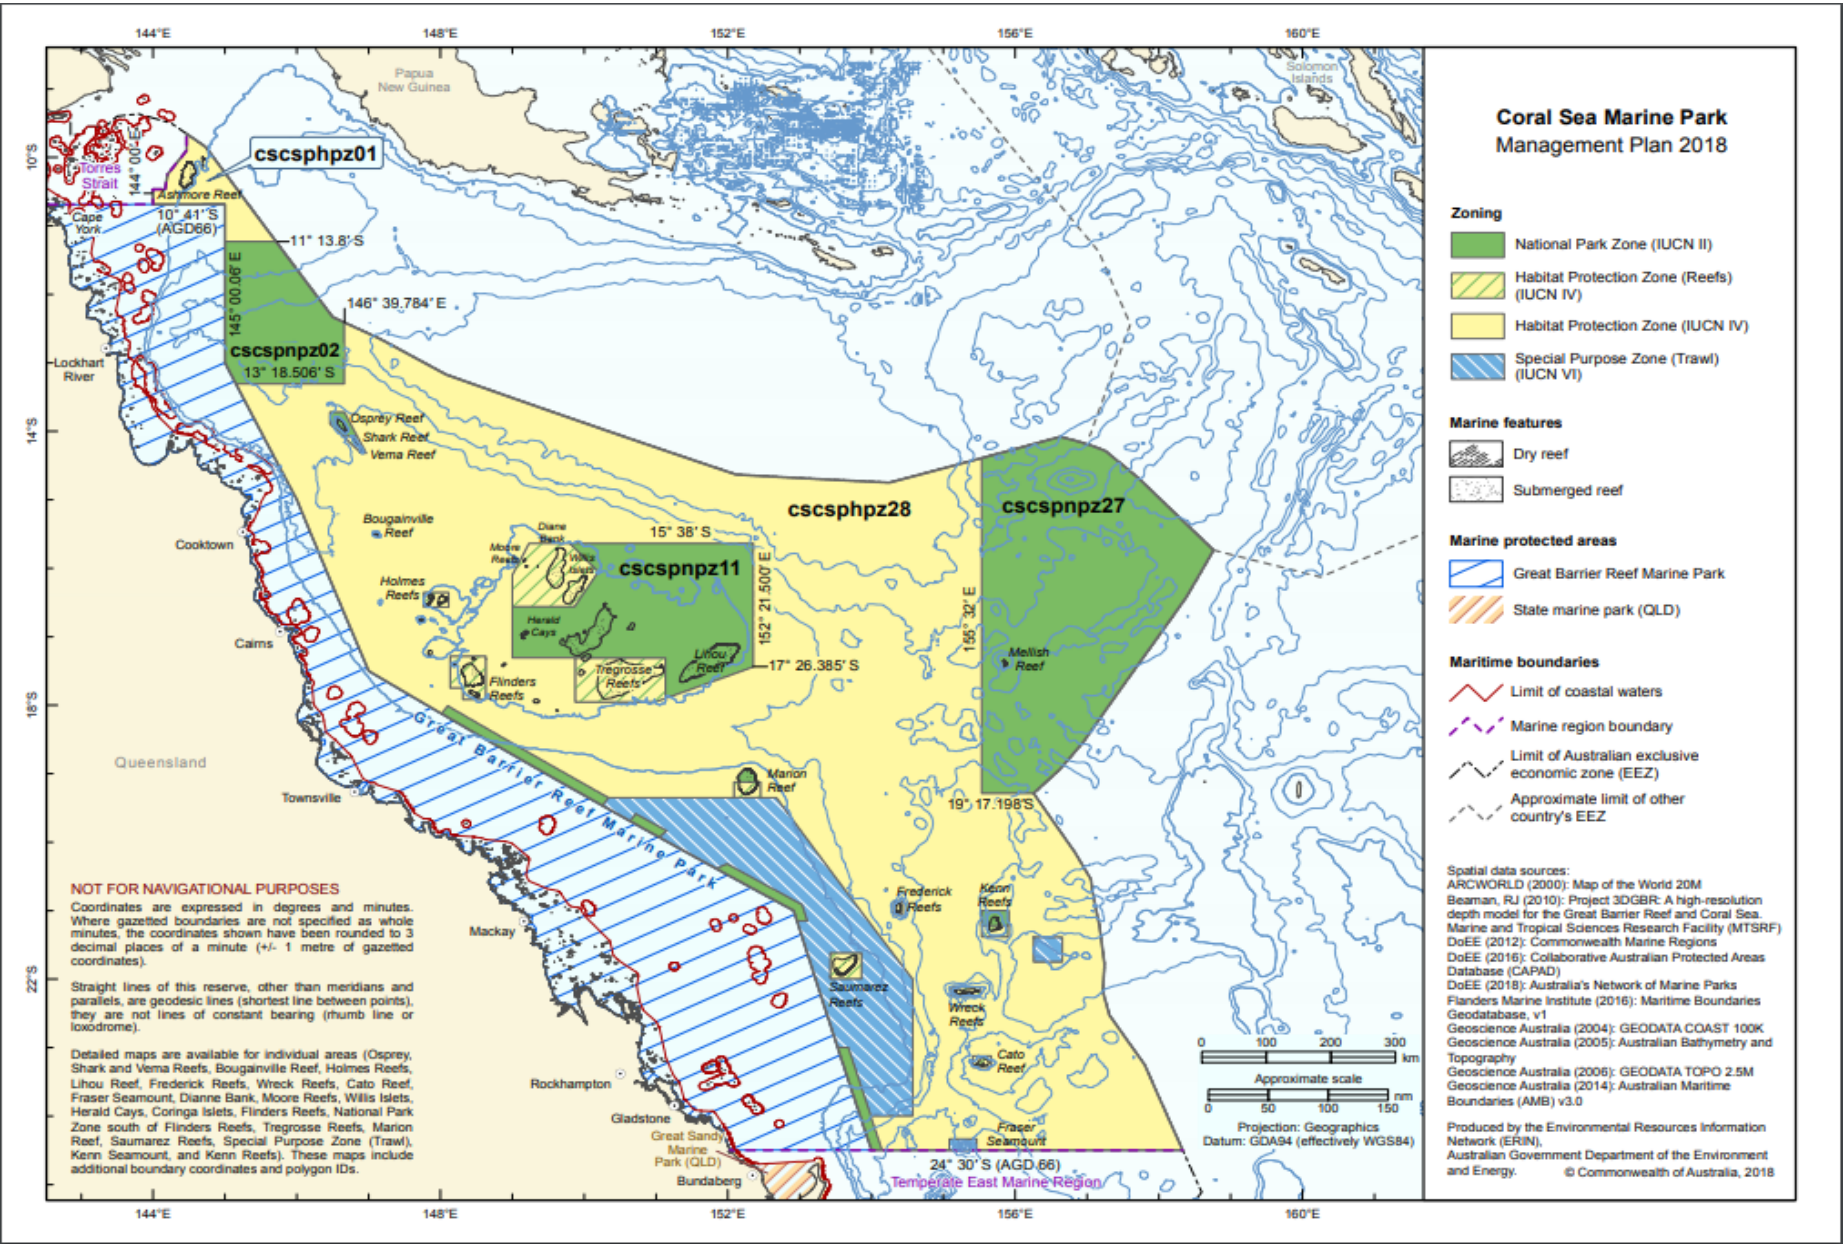 144°E
148°E
152°E
156°E
160°E
Papua
New Guinea
Solomon
Islands
10°S
14°S
18°S
22°S
144° 00' E
cscsphpz01
Torres
Strait
Ashmore Reef
Cape
York
10° 41' S
(AGD66)
11° 13.8' S
145° 00.06' E
146° 39.784' E
cscspnpz02
13° 18.506' S
Lockhart
River
Osprey Reef
Shark Reef
Vema Reef
cscsphpz28
cscspnpz27
Bougainville
Reef
Diane
Bank
15° 38' S
Cooktown
Moore
Reefs
Willis
Islets
cscspnpz11
152° 21.500' E
155° 32' E
Holmes
Reefs
Herald
Cays
Cairns
Lihou
Reef
Mellish
Reef
17° 26.385' S
Tregrosse
Reefs
Flinders
Reefs
Great Barrier Reef Marine Park
Queensland
Marion
Reef
Townsville
19° 17.198'S
Frederick
Reefs
Kenn
Reefs
Mackay
Saumarez
Reefs
Wreck
Reefs
Cato
Reef
Rockhampton
Gladstone
Fraser
Seamount
Great Sandy
Marine
Park (QLD)
Bundaberg
24° 30' S (AGD 66)
Temperate East Marine Region
NOT FOR NAVIGATIONAL PURPOSES
Coordinates are expressed in degrees and minutes.
Where gazetted boundaries are not specified as whole
minutes, the coordinates shown have been rounded to 3
decimal places of a minute (+/- 1 metre of gazetted
coordinates).
Straight lines of this reserve, other than meridians and
parallels, are geodesic lines (shortest line between points),
they are not lines of constant bearing (rhumb line or
loxodrome).
Detailed maps are available for individual areas (Osprey,
Shark and Vema Reefs, Bougainville Reef, Holmes Reefs,
Lihou Reef, Frederick Reefs, Wreck Reefs, Cato Reef,
Fraser Seamount, Dianne Bank, Moore Reefs, Willis Islets,
Herald Cays, Coringa Islets, Flinders Reefs, National Park
Zone south of Flinders Reefs, Tregrosse Reefs, Marion
Reef, Saumarez Reefs, Special Purpose Zone (Trawl),
Kenn Seamount, and Kenn Reefs). These maps include
additional boundary coordinates and polygon IDs.
0 100 200 300
km
Approximate scale
nm
0 50 100 150
Projection: Geographics
Datum: GDA94 (effectively WGS84)
144°E
148°E
152°E
156°E
160°E
Coral Sea Marine Park
Management Plan 2018
Zoning
National Park Zone (IUCN II)
Habitat Protection Zone (Reefs)
(IUCN IV)
Habitat Protection Zone (IUCN IV)
Special Purpose Zone (Trawl)
(IUCN VI)
Marine features
Dry reef
Submerged reef
Marine protected areas
Great Barrier Reef Marine Park
State marine park (QLD)
Maritime boundaries
Limit of coastal waters
Marine region boundary
Limit of Australian exclusive
economic zone (EEZ)
Approximate limit of other
country's EEZ
Spatial data sources:
ARCWORLD (2000): Map of the World 20M
Beaman, RJ (2010): Project 3DGBR: A high-resolution
depth model for the Great Barrier Reef and Coral Sea.
Marine and Tropical Sciences Research Facility (MTSRF)
DoEE (2012): Commonwealth Marine Regions
DoEE (2016): Collaborative Australian Protected Areas
Database (CAPAD)
DoEE (2018): Australia's Network of Marine Parks
Flanders Marine Institute (2016): Maritime Boundaries
Geodatabase, v1
Geoscience Australia (2004): GEODATA COAST 100K
Geoscience Australia (2005): Australian Bathymetry and
Topography
Geoscience Australia (2006): GEODATA TOPO 2.5M
Geoscience Australia (2014): Australian Maritime
Boundaries (AMB) v3.0
Produced by the Environmental Resources Information
Network (ERIN),
Australian Government Department of the Environment
and Energy. © Commonwealth of Australia, 2018